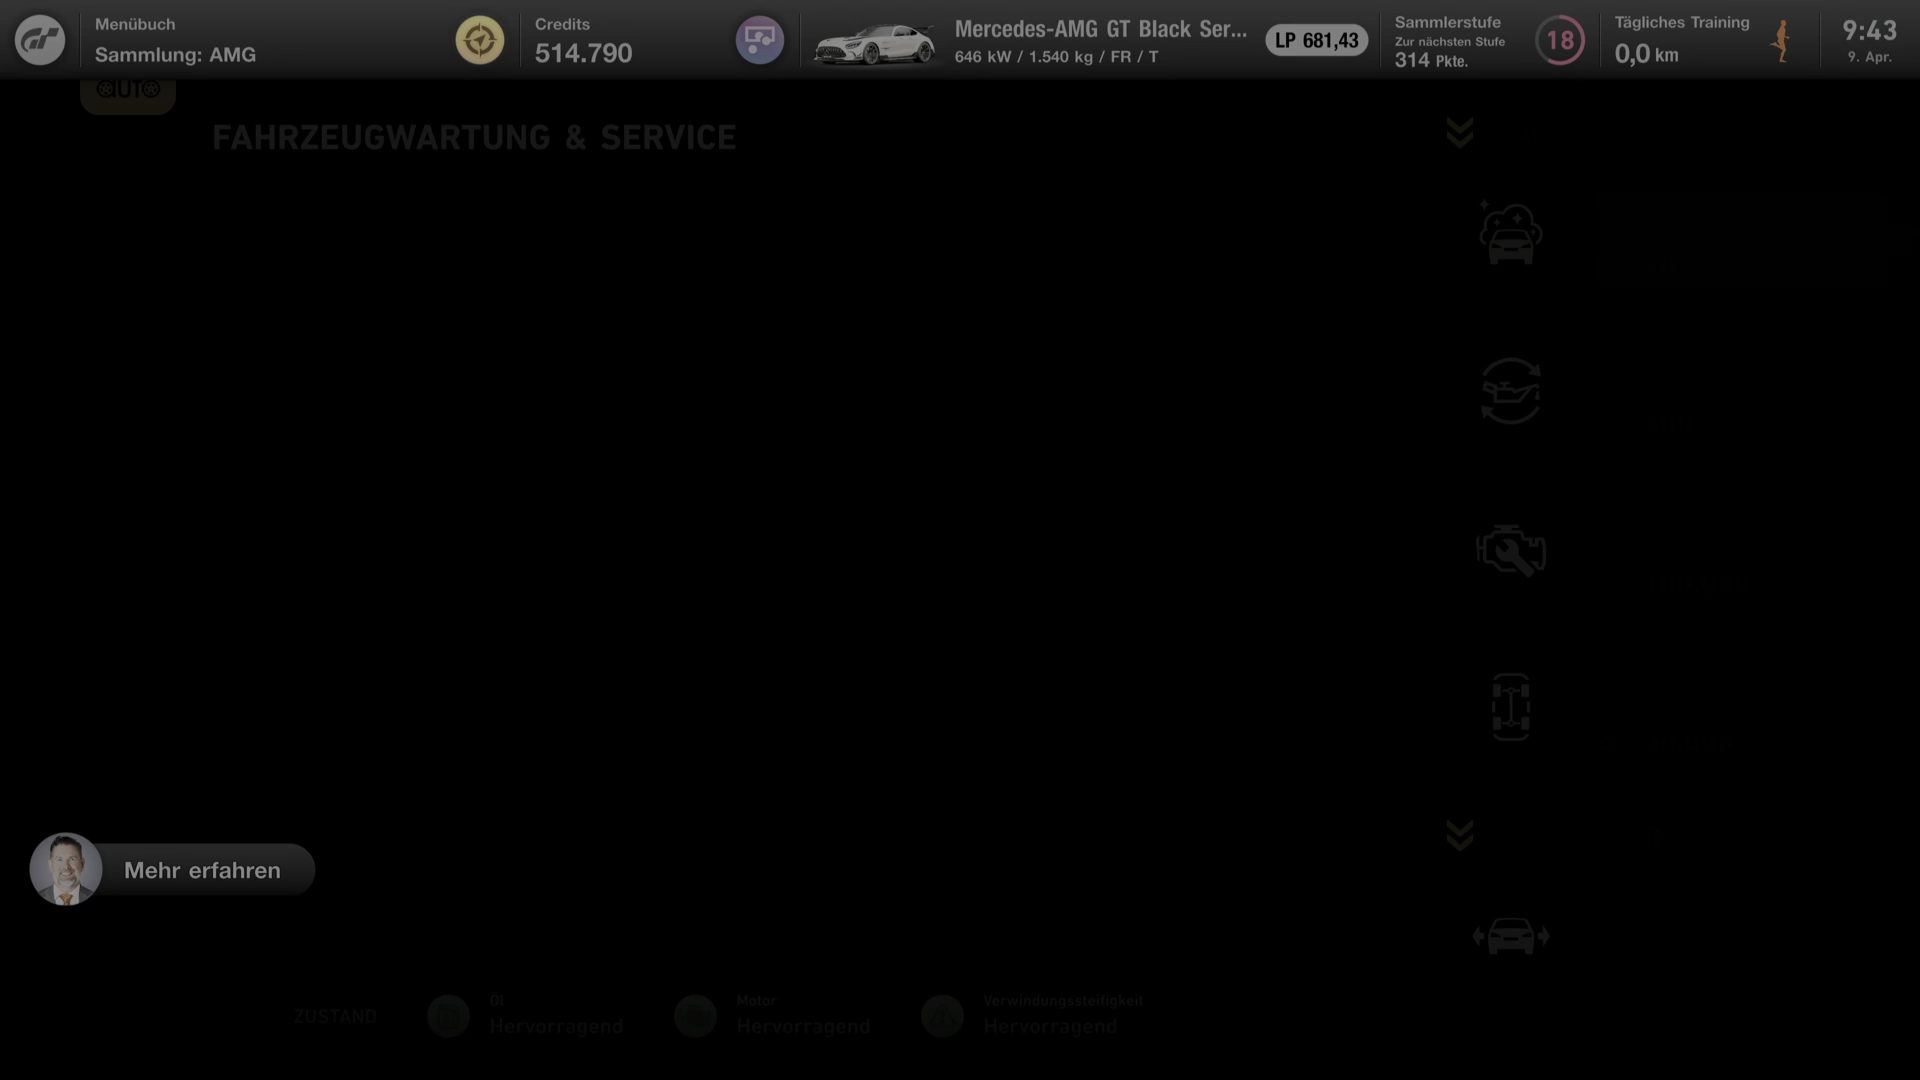 Menübuch
Sammlung: AMG
Credits
514.790
Mercedes-AMG GT Black Ser...
646 kW / 1.540 kg / FR / T
LP 681,43
Sammlerstufe
Zur nächsten Stufe
314 Pkte.
18
Tägliches Training
0,0 km
9:43
9. Apr.
auto
FAHRZEUGWARTUNG & SERVICE
Mehr erfahren
ZUSTAND
Öl
Hervorragend
Motor
Hervorragend
Verwindungssteifigkeit
Hervorragend